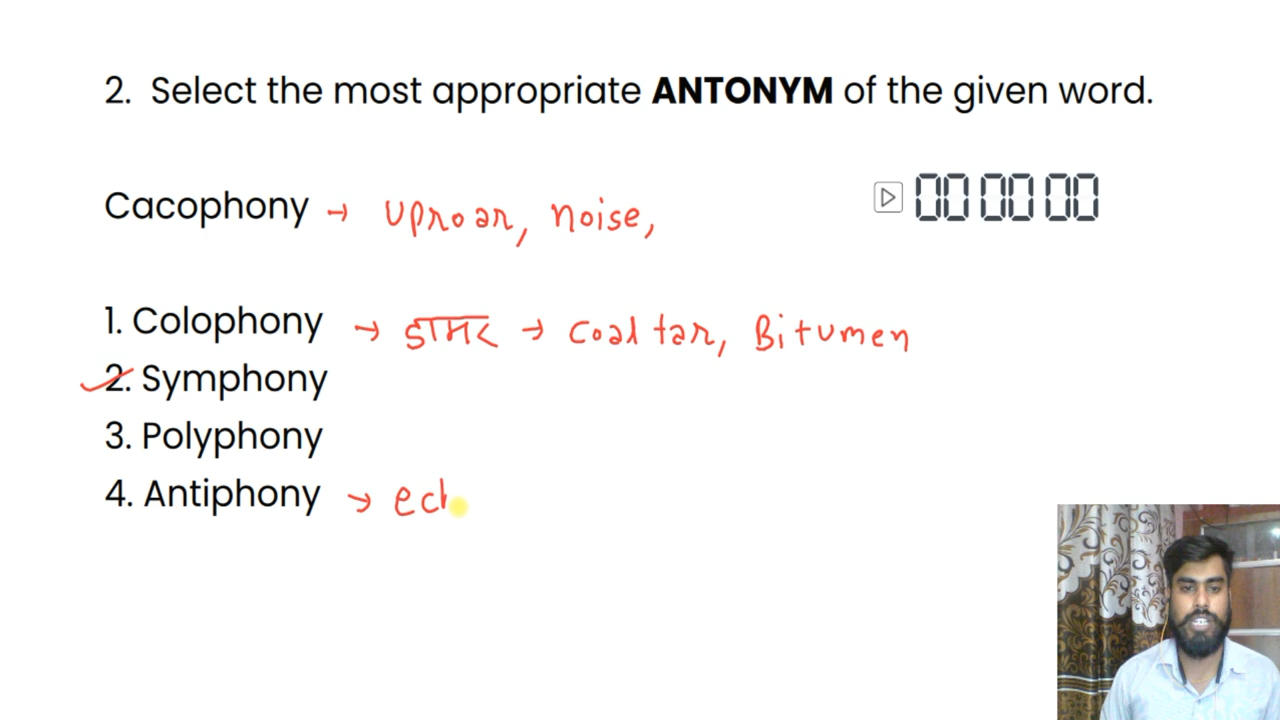 2. Select the most appropriate ANTONYM of the given word.
00 00 00
Cacophony → uproar, noise,
1. Colophony → डामर → coal tar, Bitumen
2. Symphony
3. Polyphony
4. Antiphony → ech